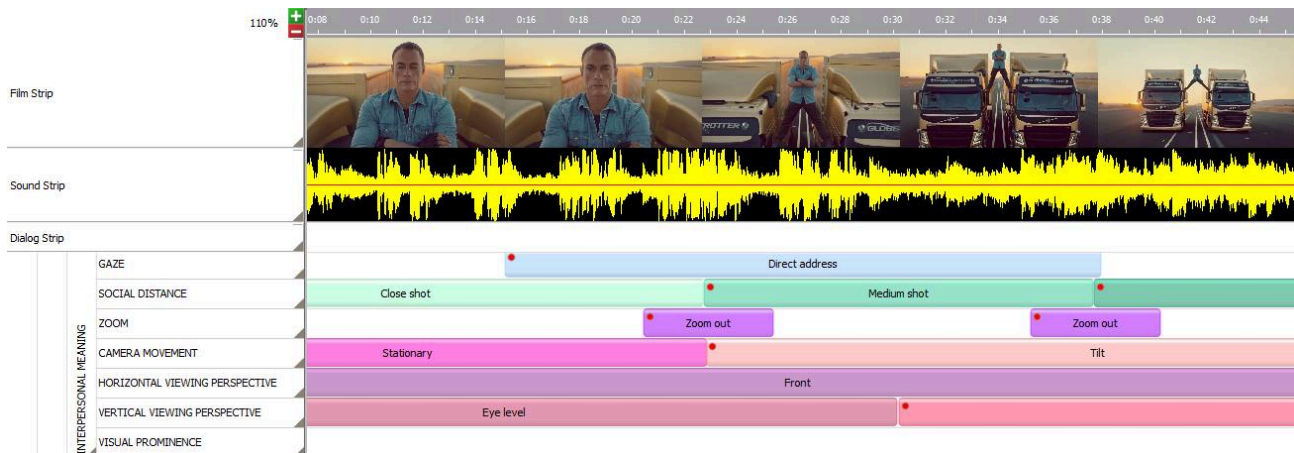 110% + 0:08 0:10 0:12 0:14 0:16 0:18 0:20 0:22 0:24 0:26 0:28 0:30 0:32 0:34 0:36 0:38 0:40 0:42 0:44
Film Strip
ROTTER GLOBE
Sound Strip
Dialog Strip
GAZE Direct address
SOCIAL DISTANCE Close shot Medium shot
ZOOM Zoom out Zoom out
CAMERA MOVEMENT Stationary Tilt
HORIZONTAL VIEWING PERSPECTIVE Front
VERTICAL VIEWING PERSPECTIVE Eye level
VISUAL PROMINENCE
INTERPERSONAL MEANING